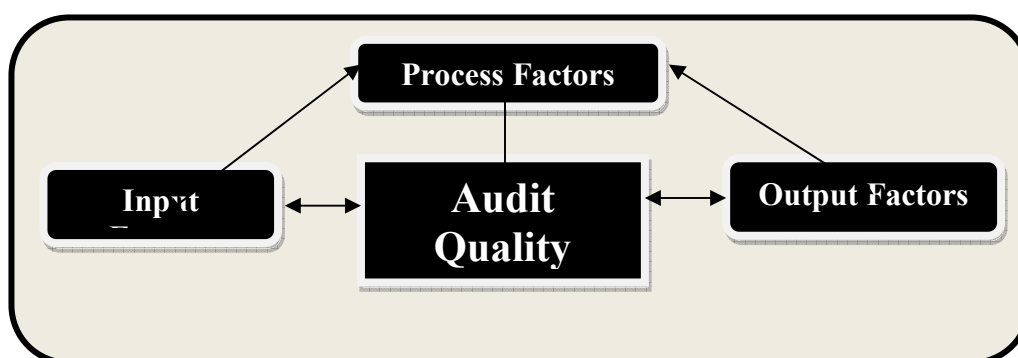 Process Factors
Input
Audit
Quality
Output Factors